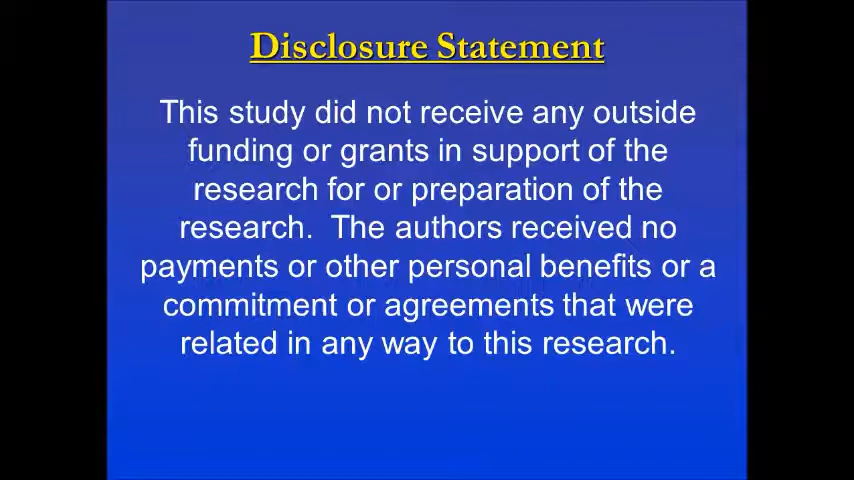 Disclosure Statement
This study did not receive any outside
funding or grants in support of the
research for or preparation of the
research.  The authors received no
payments or other personal benefits or a
commitment or agreements that were
related in any way to this research.